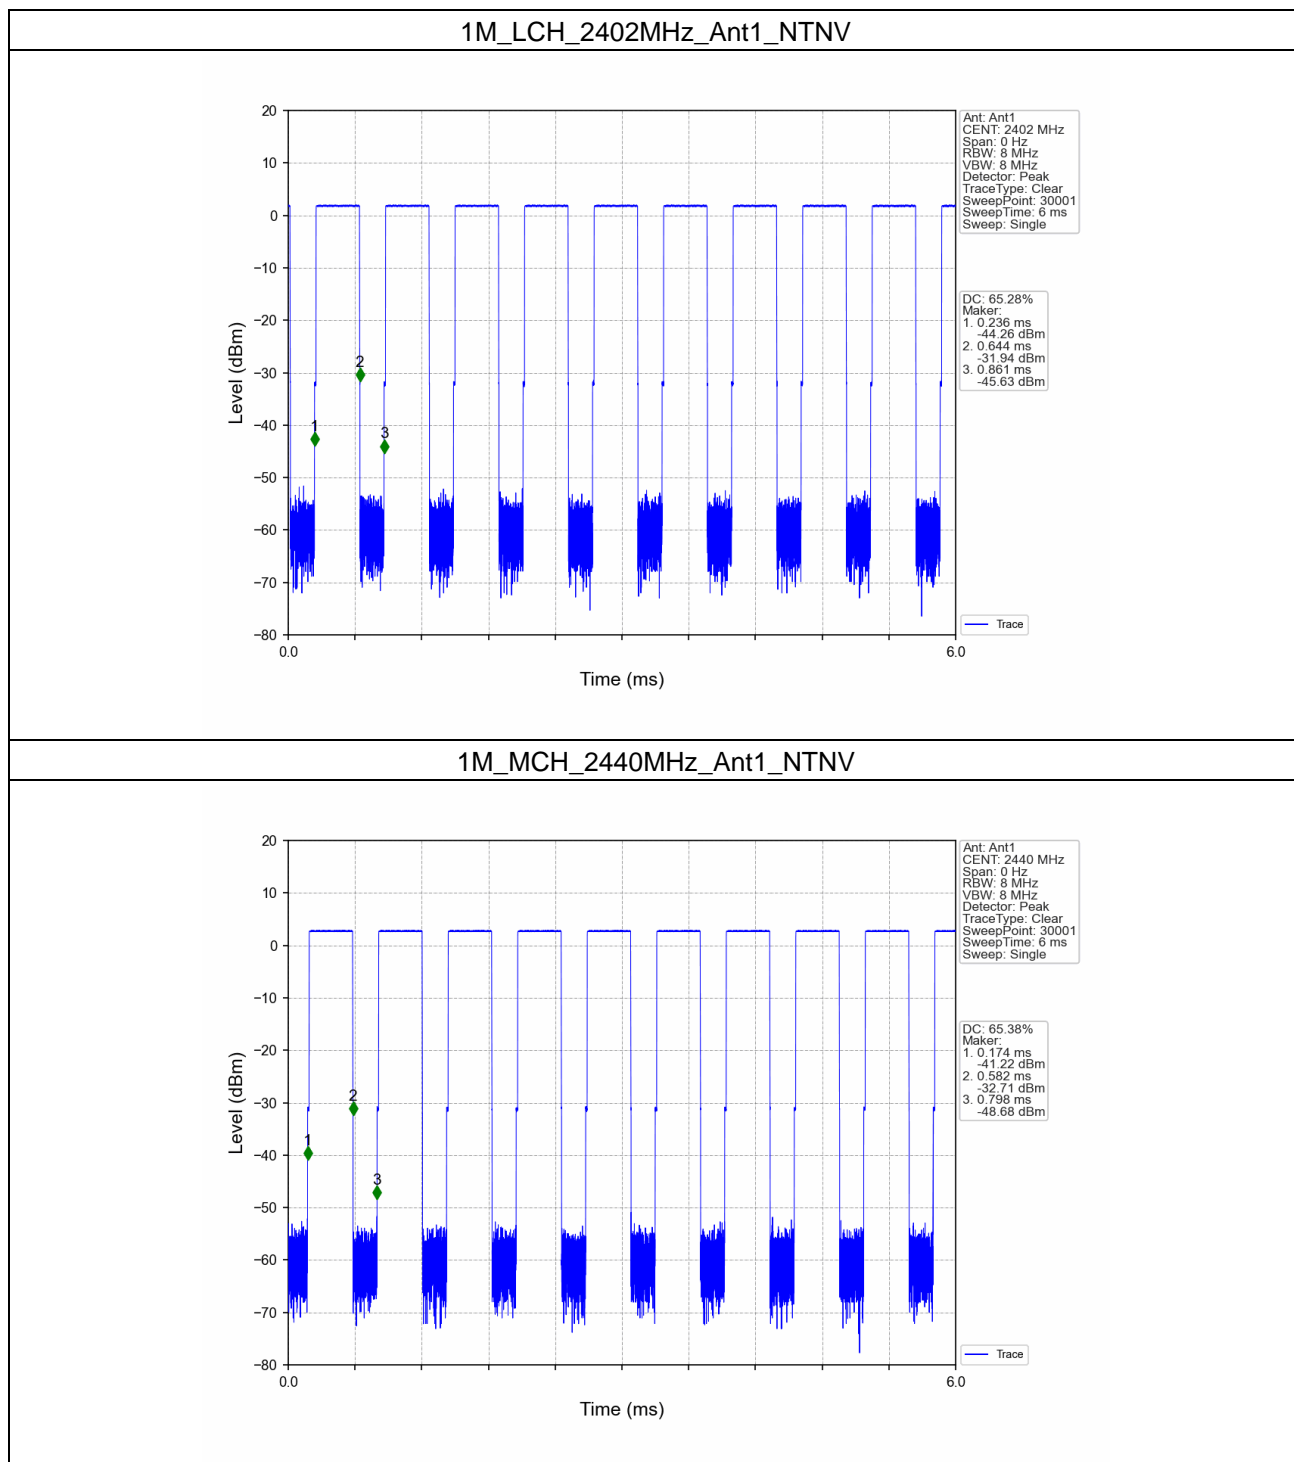 1M_LCH_2402MHz_Ant1_NTNV
20
10
0
−10
−20
−30
−40
−50
−60
−70
−80
Level (dBm)
0.0
6.0
Time (ms)
1
2
3
Ant: Ant1
CENT: 2402 MHz
Span: 0 Hz
RBW: 8 MHz
VBW: 8 MHz
Detector: Peak
TraceType: Clear
SweepPoint: 30001
SweepTime: 6 ms
Sweep: Single
DC: 65.28%
Maker:
1. 0.236 ms
-44.26 dBm
2. 0.644 ms
-31.94 dBm
3. 0.861 ms
-45.63 dBm
Trace
1M_MCH_2440MHz_Ant1_NTNV
20
10
0
−10
−20
−30
−40
−50
−60
−70
−80
Level (dBm)
0.0
6.0
Time (ms)
1
2
3
Ant: Ant1
CENT: 2440 MHz
Span: 0 Hz
RBW: 8 MHz
VBW: 8 MHz
Detector: Peak
TraceType: Clear
SweepPoint: 30001
SweepTime: 6 ms
Sweep: Single
DC: 65.38%
Maker:
1. 0.174 ms
-41.22 dBm
2. 0.582 ms
-32.71 dBm
3. 0.798 ms
-48.68 dBm
Trace